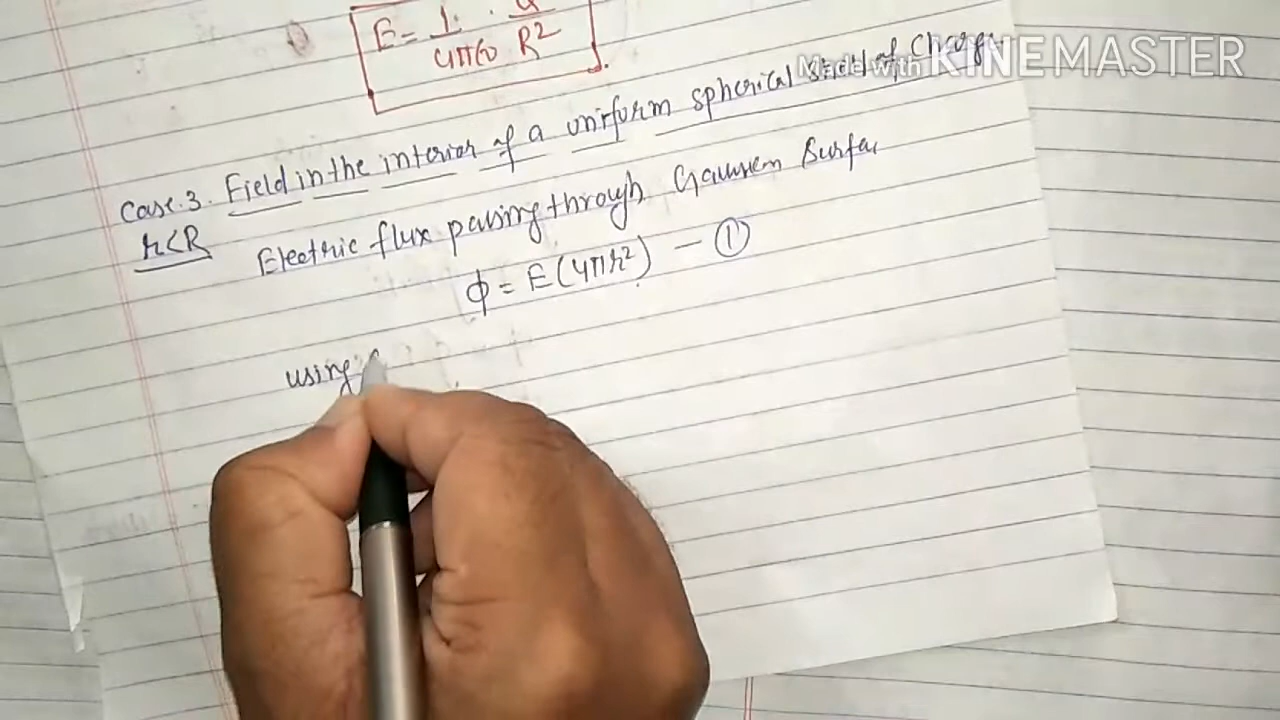 E = 1/4πε0 . Q/R²
Made with KINEMASTER
Case.3. Field in the interior of a uniform spherical shell of Charge
r<R Electric flux passing through Gaussian Surfac
ϕ = E(4πr²) — ①
using